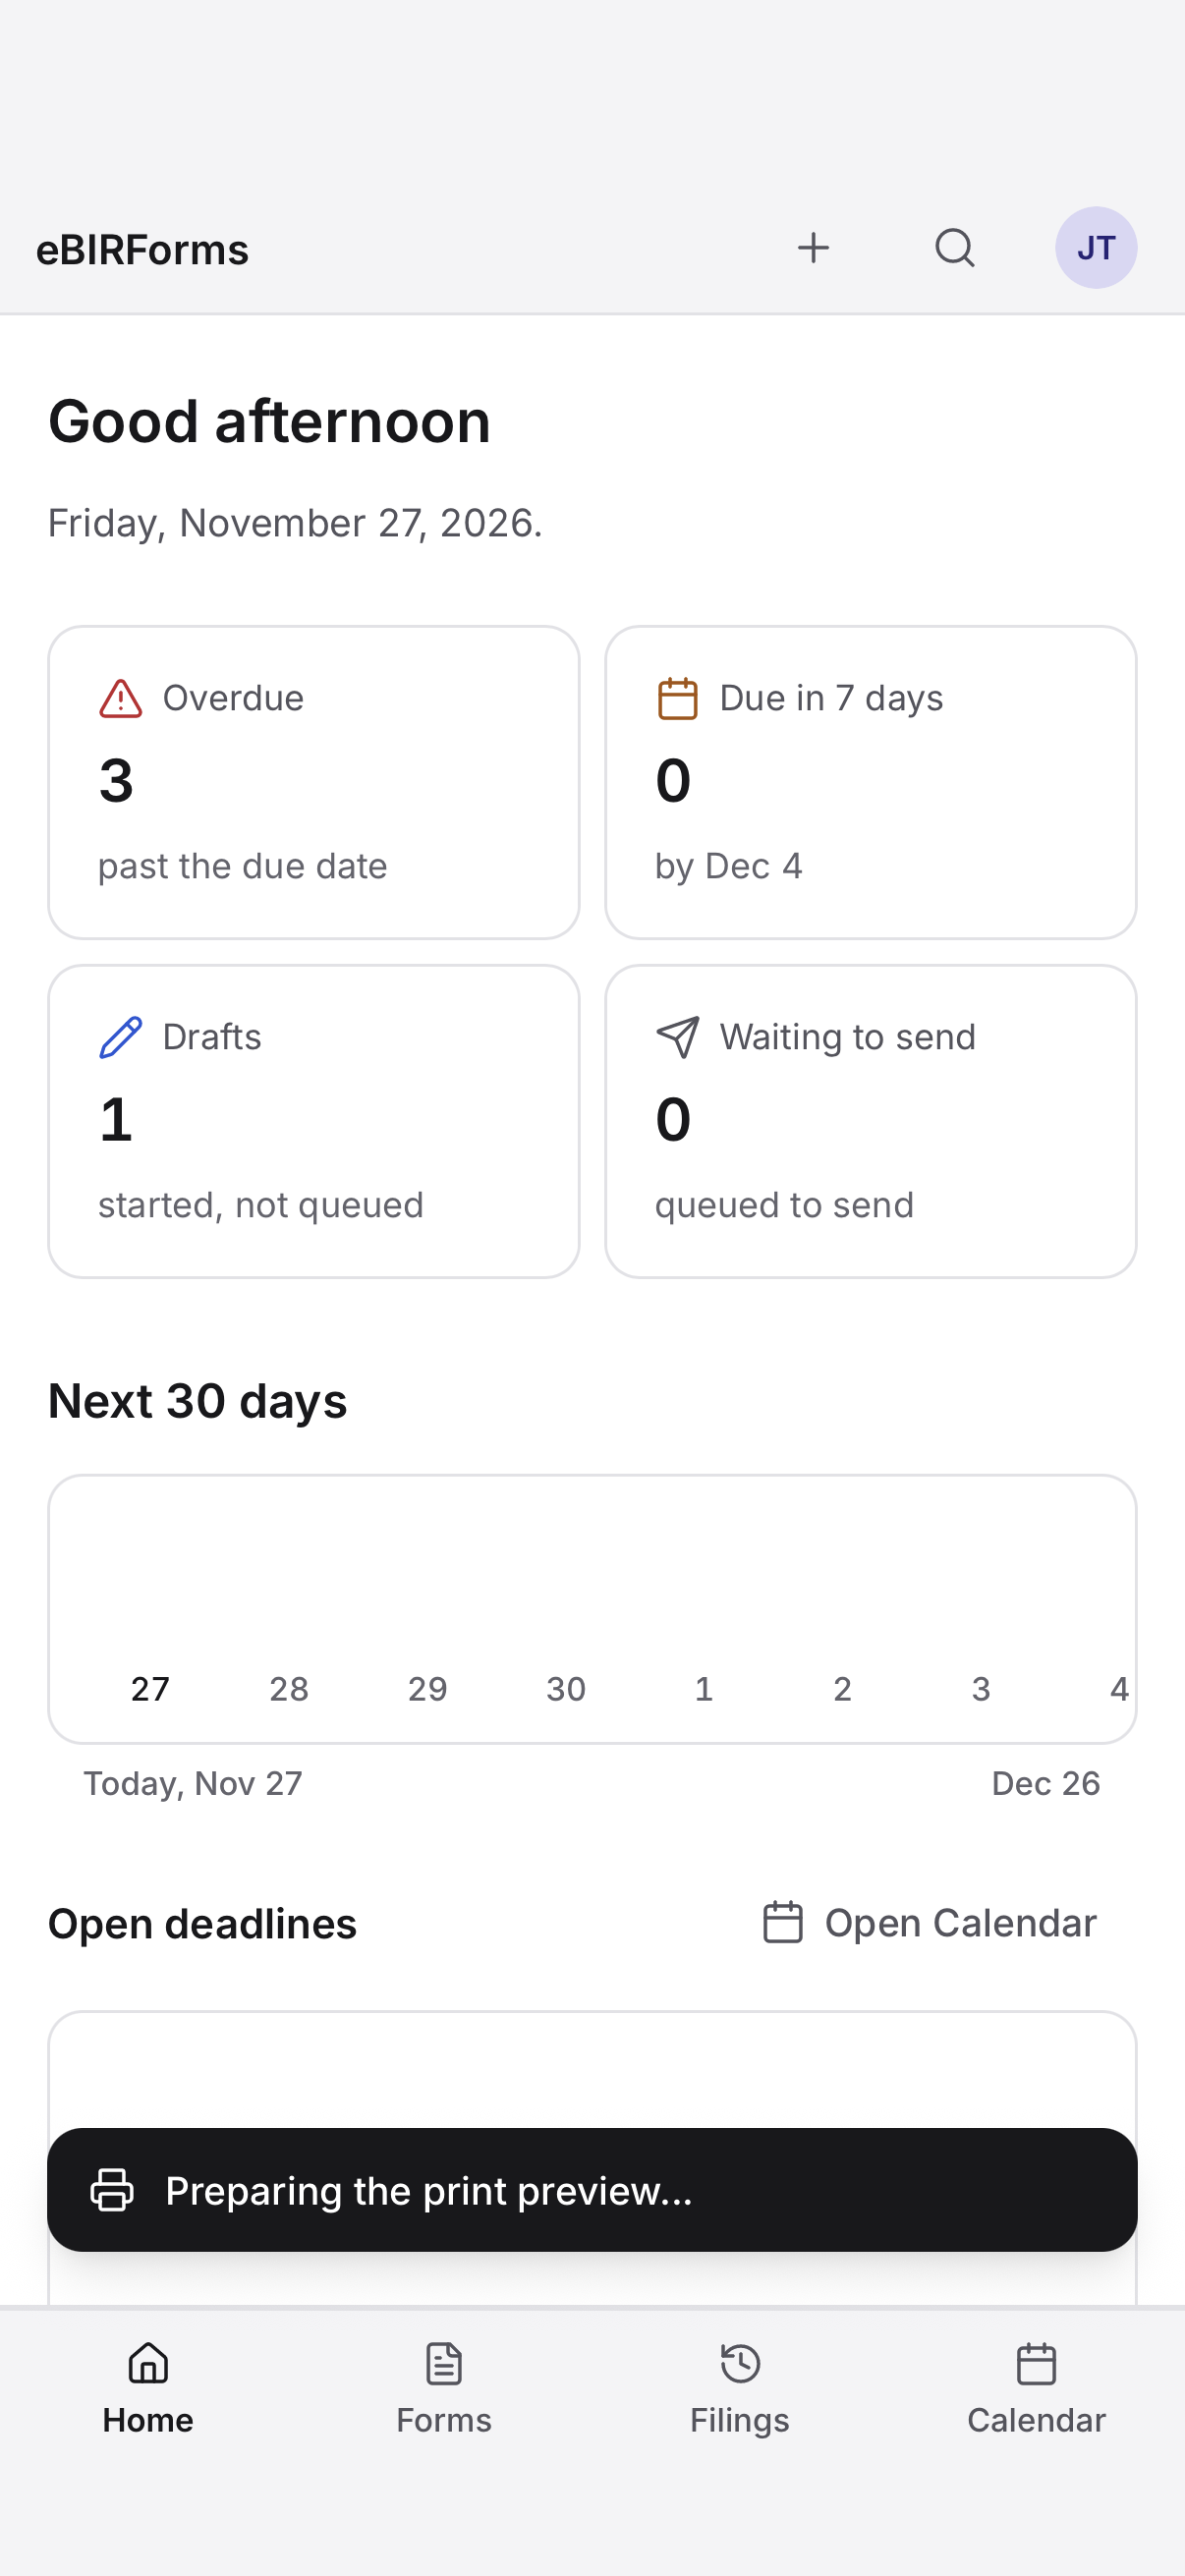 eBIRForms
JT
Good afternoon
Friday, November 27, 2026.
Overdue
3
past the due date
Due in 7 days
0
by Dec 4
Drafts
1
started, not queued
Waiting to send
0
queued to send
Next 30 days
27 28 29 30 1 2 3 4
Today, Nov 27 Dec 26
Open deadlines
Open Calendar
Preparing the print preview...
Home Forms Filings Calendar